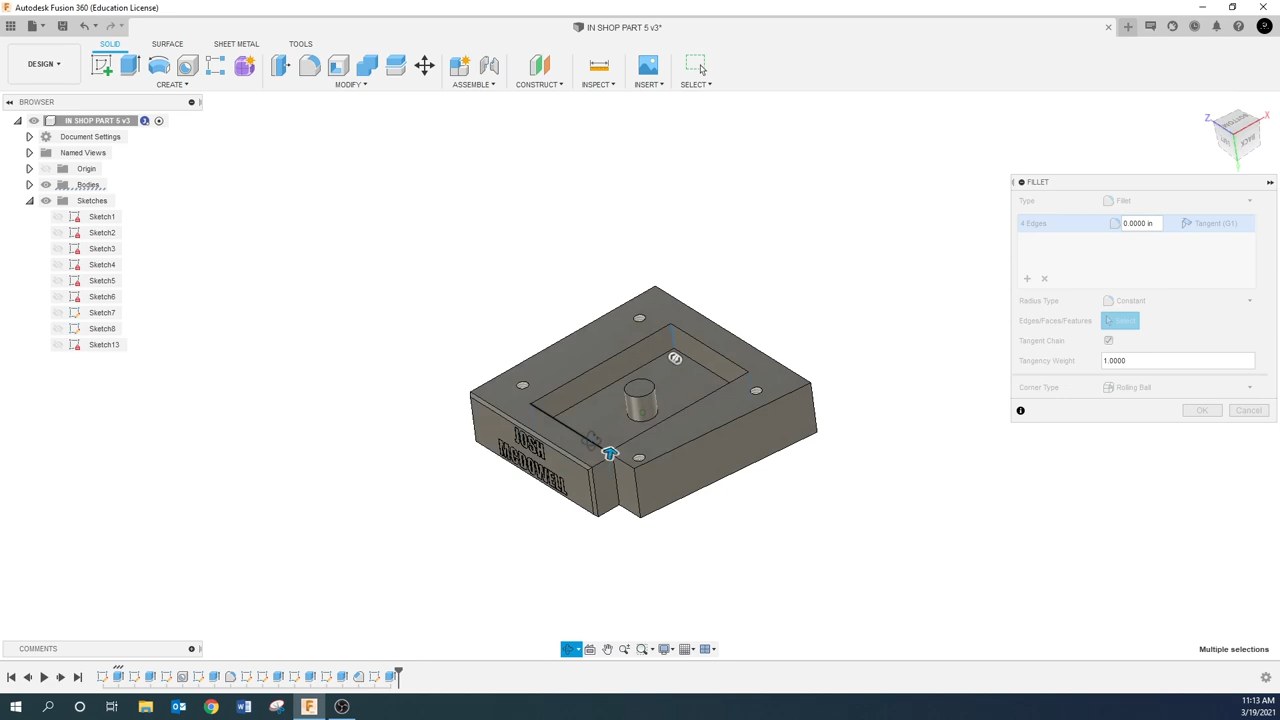 Autodesk Fusion 360 (Education License)
IN SHOP PART 5 v3*
SOLID SURFACE SHEET METAL TOOLS
DESIGN
CREATE MODIFY ASSEMBLE CONSTRUCT INSPECT INSERT SELECT
BROWSER
IN SHOP PART 5 v3
Document Settings
Named Views
Origin
Bodies
Sketches
Sketch1
Sketch2
Sketch3
Sketch4
Sketch5
Sketch6
Sketch7
Sketch8
Sketch13
Z X
BOTTOM
BACK
FILLET
Type Fillet
4 Edges 0.0000 in Tangent (G1)
Radius Type Constant
Edges/Faces/Features Select
Tangent Chain
Tangency Weight 1.0000
Corner Type Rolling Ball
OK Cancel
JOSH
MCDOWELL
COMMENTS
Multiple selections
11:13 AM
3/19/2021